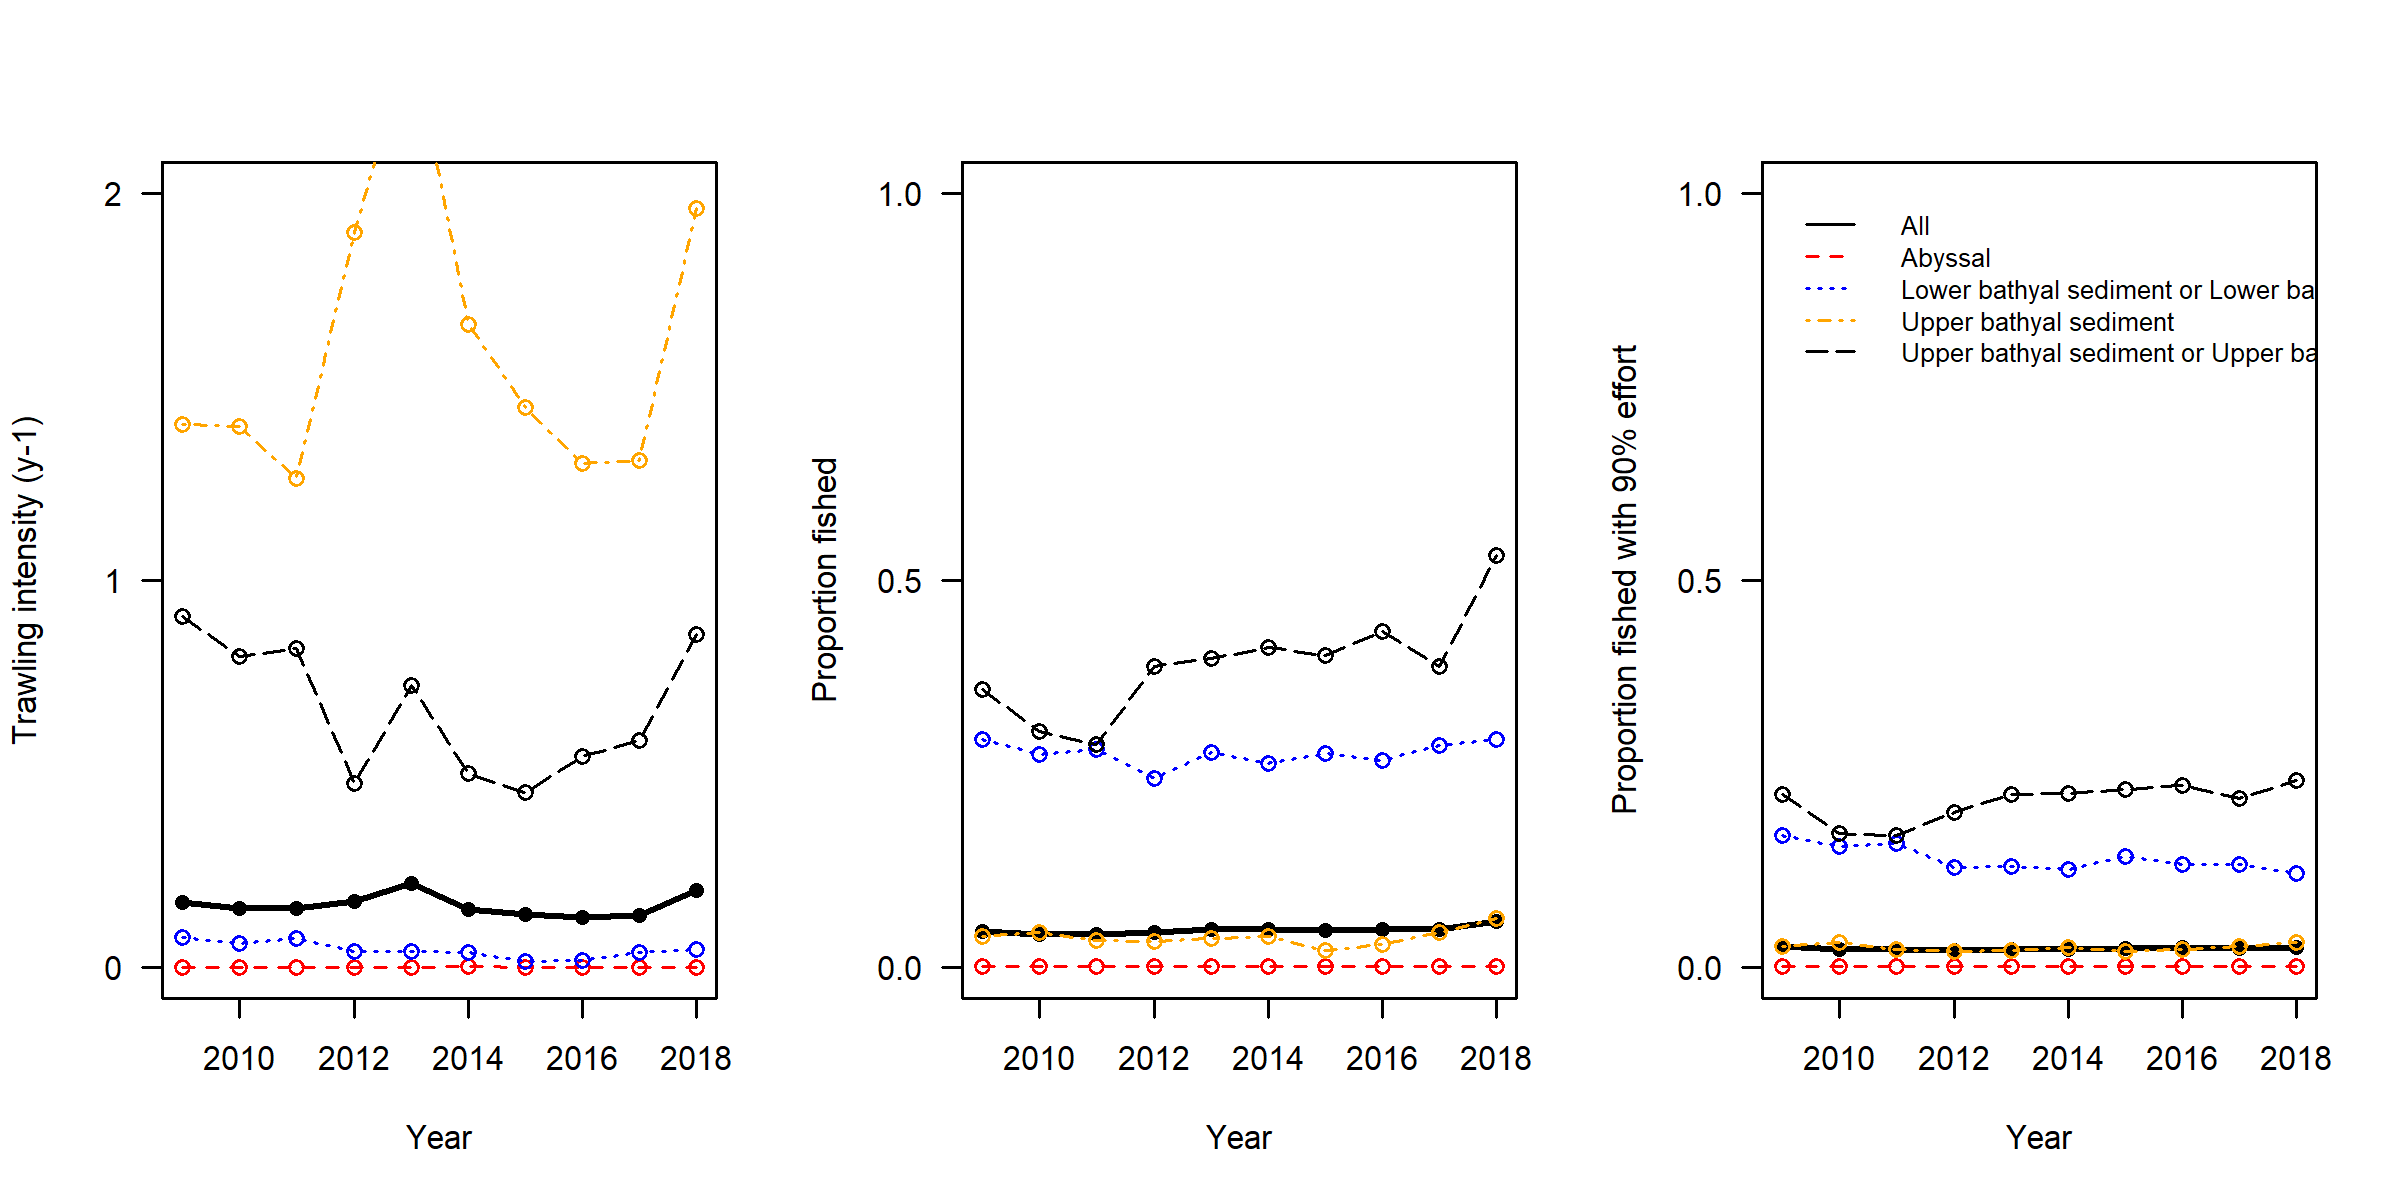 Trawling intensity (y-1)
2
1
0
2010 2012 2014 2016 2018
Year
Proportion fished
1.0
0.5
0.0
2010 2012 2014 2016 2018
Year
Proportion fished with 90% effort
1.0
0.5
0.0
All
Abyssal
Lower bathyal sediment or Lower ba
Upper bathyal sediment
Upper bathyal sediment or Upper ba
2010 2012 2014 2016 2018
Year